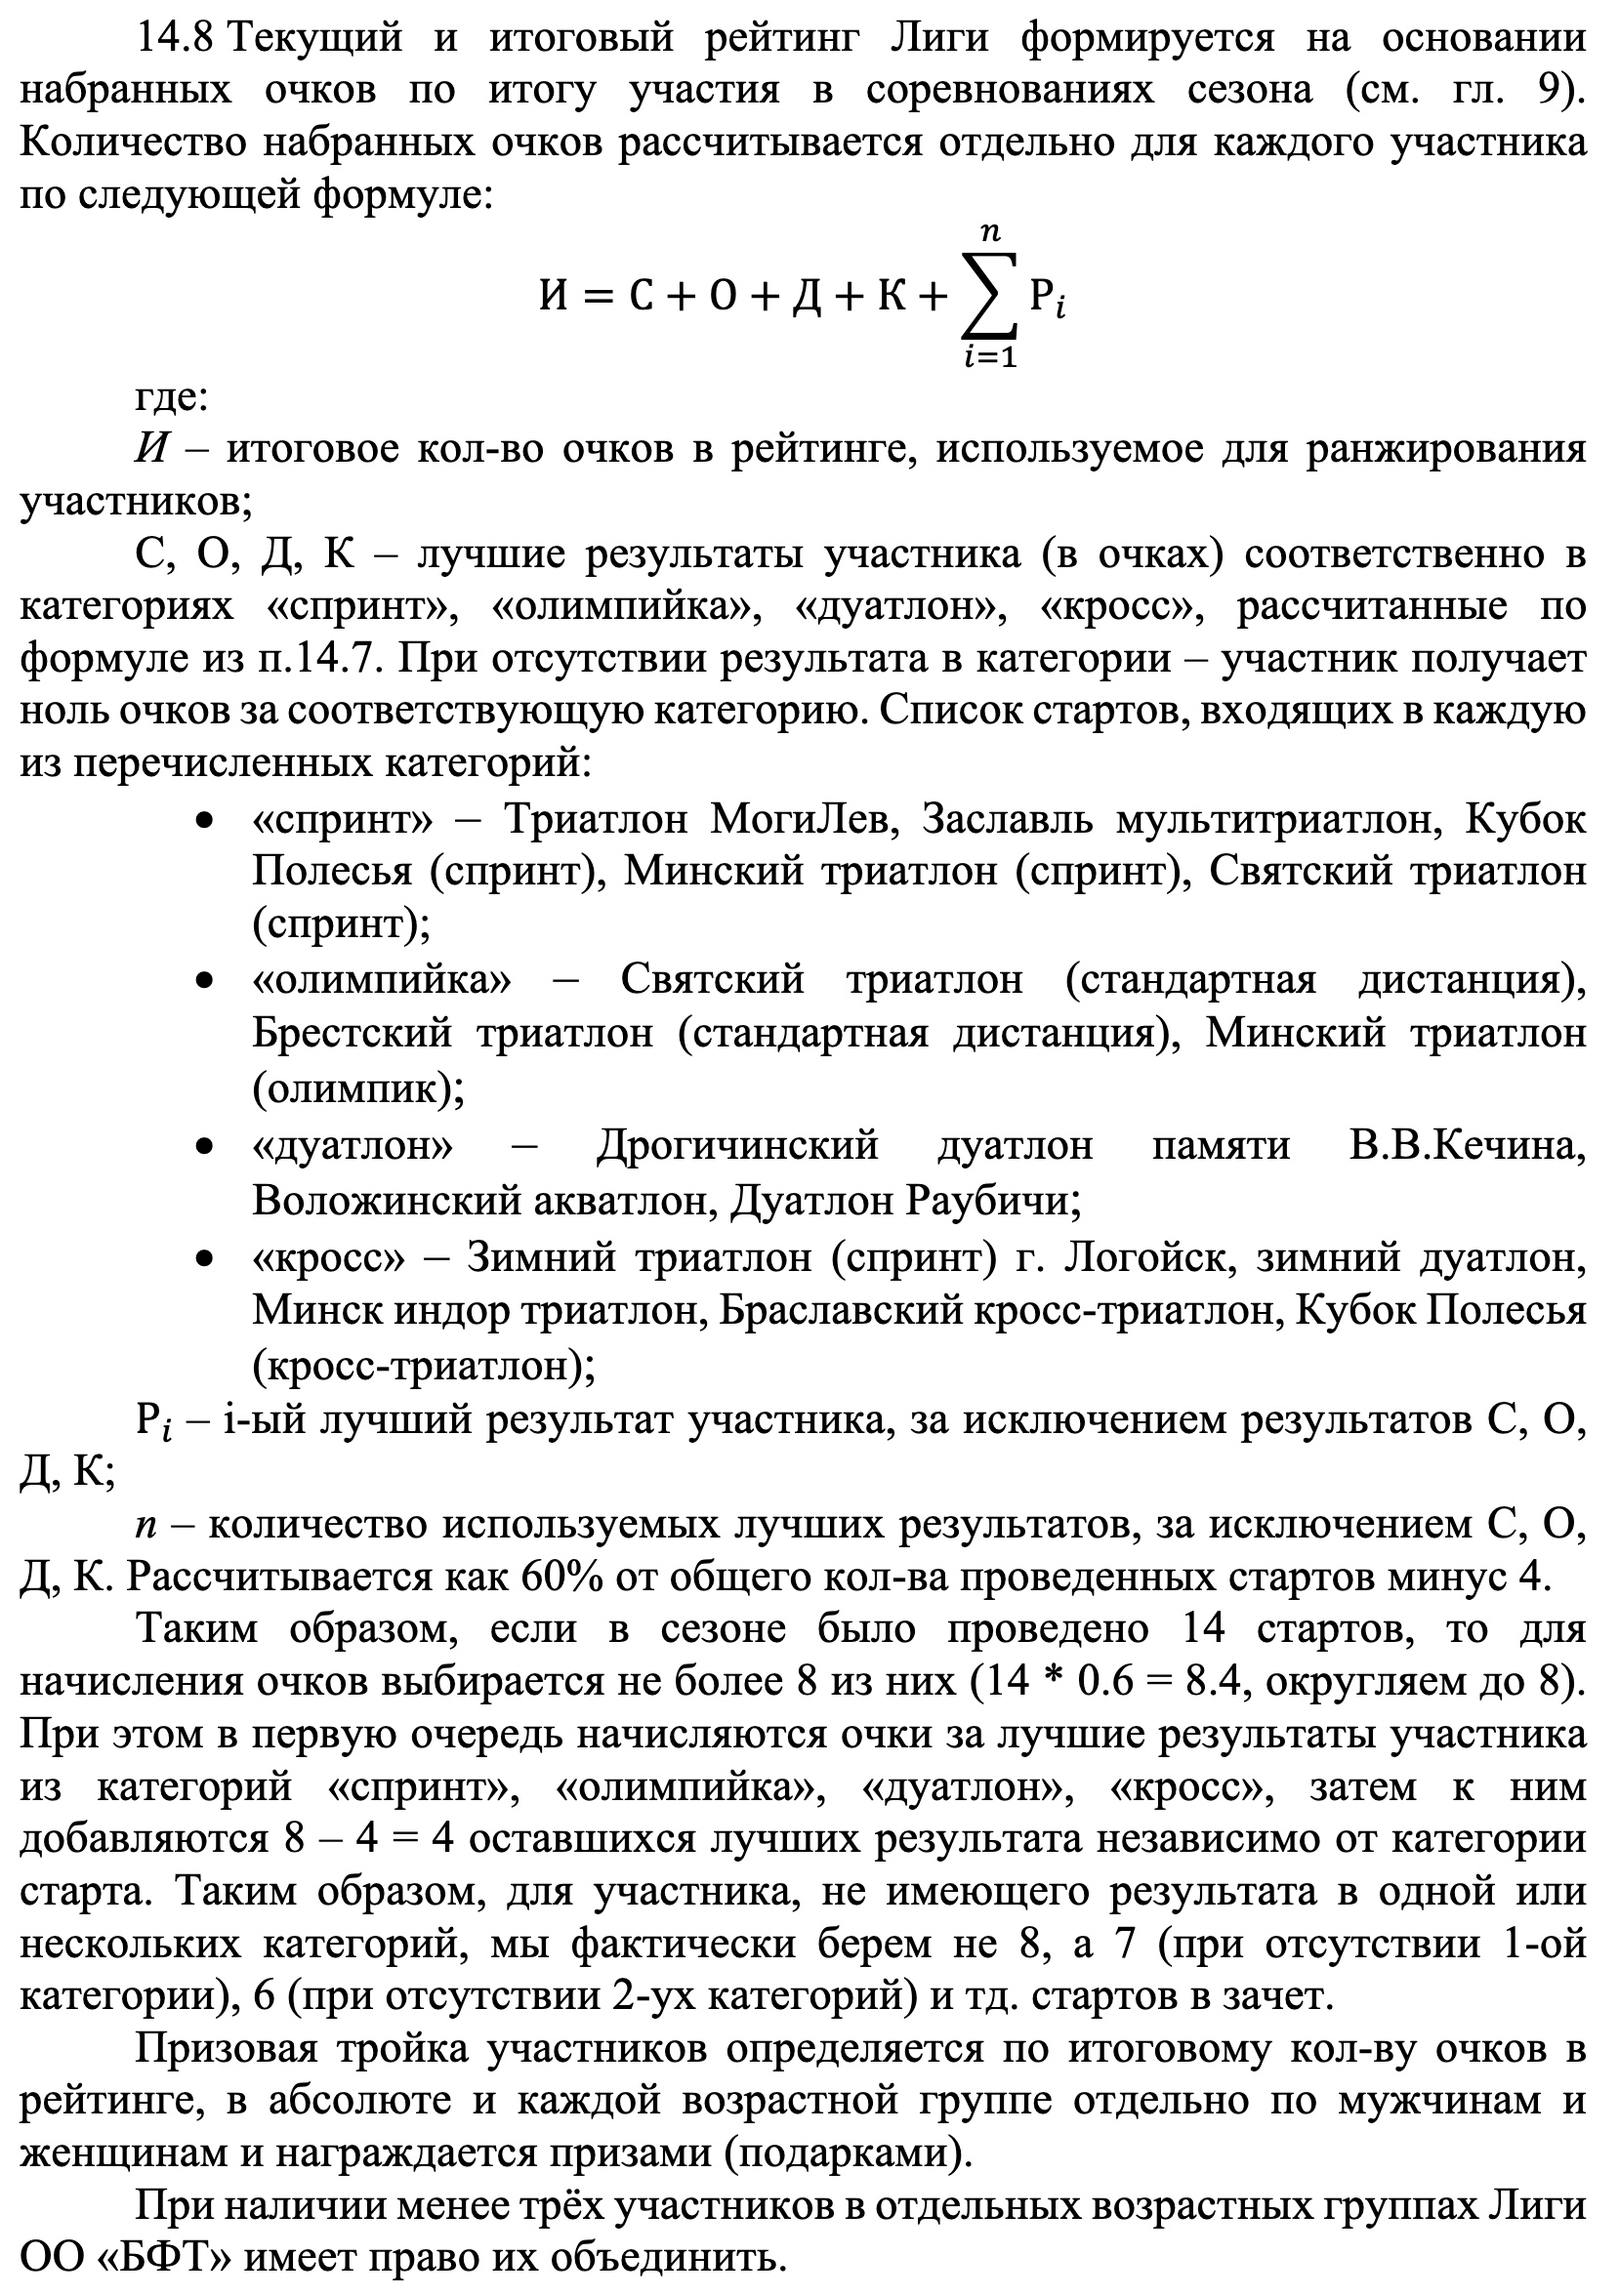 14.8 Текущий и итоговый рейтинг Лиги формируется на основании
набранных очков по итогу участия в соревнованиях сезона (см. гл. 9).
Количество набранных очков рассчитывается отдельно для каждого участника
по следующей формуле:
n
И = С + О + Д + К + ∑ Рᵢ
i=1
где:
И – итоговое кол-во очков в рейтинге, используемое для ранжирования
участников;
С, О, Д, К – лучшие результаты участника (в очках) соответственно в
категориях «спринт», «олимпийка», «дуатлон», «кросс», рассчитанные по
формуле из п.14.7. При отсутствии результата в категории – участник получает
ноль очков за соответствующую категорию. Список стартов, входящих в каждую
из перечисленных категорий:
• «спринт» – Триатлон МогиЛев, Заславль мультитриатлон, Кубок
Полесья (спринт), Минский триатлон (спринт), Святский триатлон
(спринт);
• «олимпийка» – Святский триатлон (стандартная дистанция),
Брестский триатлон (стандартная дистанция), Минский триатлон
(олимпик);
• «дуатлон» – Дрогичинский дуатлон памяти В.В.Кечина,
Воложинский акватлон, Дуатлон Раубичи;
• «кросс» – Зимний триатлон (спринт) г. Логойск, зимний дуатлон,
Минск индор триатлон, Браславский кросс-триатлон, Кубок Полесья
(кросс-триатлон);
Рᵢ – i-ый лучший результат участника, за исключением результатов С, О,
Д, К;
n – количество используемых лучших результатов, за исключением С, О,
Д, К. Рассчитывается как 60% от общего кол-ва проведенных стартов минус 4.
Таким образом, если в сезоне было проведено 14 стартов, то для
начисления очков выбирается не более 8 из них (14 * 0.6 = 8.4, округляем до 8).
При этом в первую очередь начисляются очки за лучшие результаты участника
из категорий «спринт», «олимпийка», «дуатлон», «кросс», затем к ним
добавляются 8 – 4 = 4 оставшихся лучших результата независимо от категории
старта. Таким образом, для участника, не имеющего результата в одной или
нескольких категорий, мы фактически берем не 8, а 7 (при отсутствии 1-ой
категории), 6 (при отсутствии 2-ух категорий) и тд. стартов в зачет.
Призовая тройка участников определяется по итоговому кол-ву очков в
рейтинге, в абсолюте и каждой возрастной группе отдельно по мужчинам и
женщинам и награждается призами (подарками).
При наличии менее трёх участников в отдельных возрастных группах Лиги
ОО «БФТ» имеет право их объединить.